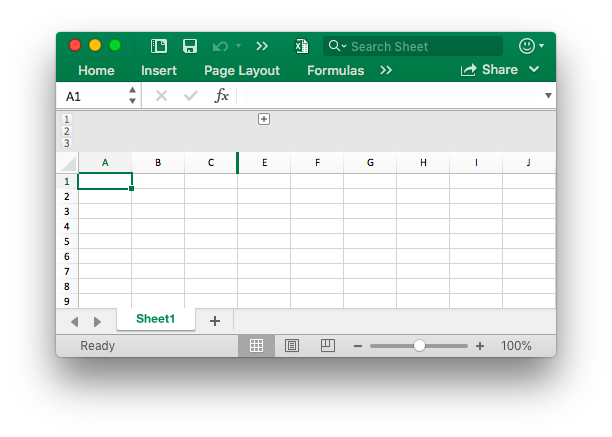 Search Sheet
Home Insert Page Layout Formulas Share
A1 fx
1
2
3
A B C E F G H I J
1
2
3
4
5
6
7
8
9
Sheet1
Ready 100%